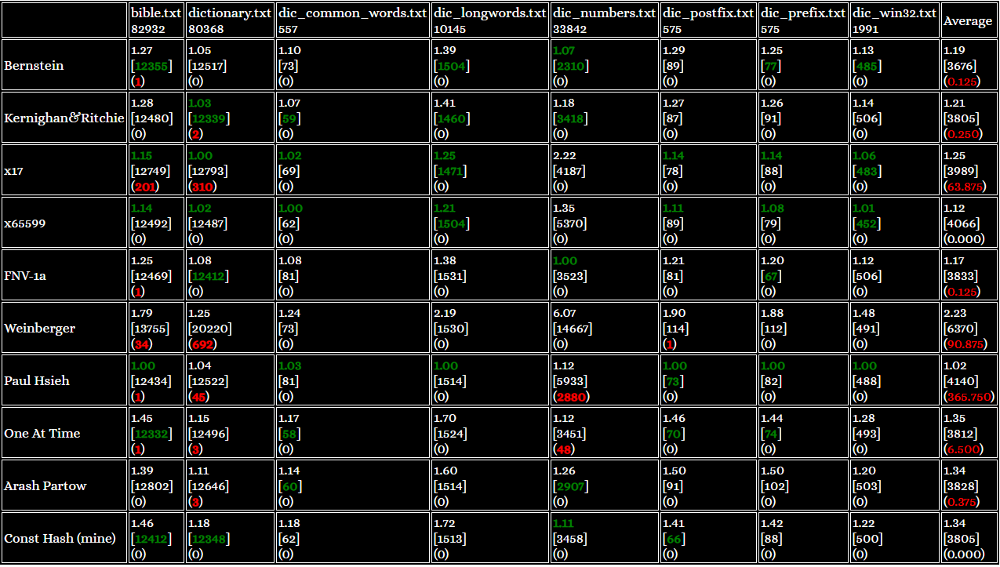 bible.txt dictionary.txt dic_common_words.txt dic_longwords.txt dic_numbers.txt dic_postfix.txt dic_prefix.txt dic_win32.txt Average
82932 80368 557 10145 33842 575 575 1991
1.27 1.05 1.10 1.39 1.07 1.29 1.25 1.13 1.19
Bernstein [12355] [12517] [73] [1504] [2310] [89] [77] [485] [3676]
(1) (0) (0) (0) (0) (0) (0) (0) (0.125)
1.28 1.03 1.07 1.41 1.18 1.27 1.26 1.14 1.21
Kernighan&Ritchie [12480] [12339] [59] [1460] [3418] [87] [91] [506] [3805]
(0) (2) (0) (0) (0) (0) (0) (0) (0.250)
1.15 1.00 1.02 1.25 2.22 1.14 1.14 1.06 1.25
x17 [12749] [12793] [69] [1471] [4187] [78] [88] [483] [3989]
(201) (310) (0) (0) (0) (0) (0) (0) (63.875)
1.14 1.02 1.00 1.21 1.35 1.11 1.08 1.01 1.12
x65599 [12492] [12487] [62] [1504] [5370] [89] [79] [452] [4066]
(0) (0) (0) (0) (0) (0) (0) (0) (0.000)
1.25 1.08 1.08 1.38 1.00 1.21 1.20 1.12 1.17
FNV-1a [12469] [12412] [81] [1531] [3523] [81] [67] [506] [3833]
(1) (0) (0) (0) (0) (0) (0) (0) (0.125)
1.79 1.25 1.24 2.19 6.07 1.90 1.88 1.48 2.23
Weinberger [13755] [20220] [73] [1530] [14667] [114] [112] [491] [6370]
(34) (692) (0) (0) (0) (1) (0) (0) (90.875)
1.00 1.04 1.03 1.00 1.12 1.00 1.00 1.00 1.02
Paul Hsieh [12434] [12522] [81] [1514] [5933] [73] [82] [488] [4140]
(1) (45) (0) (0) (2880) (0) (0) (0) (365.750)
1.45 1.15 1.17 1.70 1.12 1.46 1.44 1.28 1.35
One At Time [12332] [12496] [58] [1524] [3451] [70] [74] [493] [3812]
(1) (3) (0) (0) (48) (0) (0) (0) (6.500)
1.39 1.11 1.14 1.60 1.26 1.50 1.50 1.20 1.34
Arash Partow [12802] [12646] [60] [1514] [2907] [91] [102] [503] [3828]
(0) (3) (0) (0) (0) (0) (0) (0) (0.375)
1.46 1.18 1.18 1.72 1.11 1.41 1.42 1.22 1.34
Const Hash (mine) [12412] [12348] [62] [1513] [3458] [66] [88] [500] [3805]
(0) (0) (0) (0) (0) (0) (0) (0) (0.000)